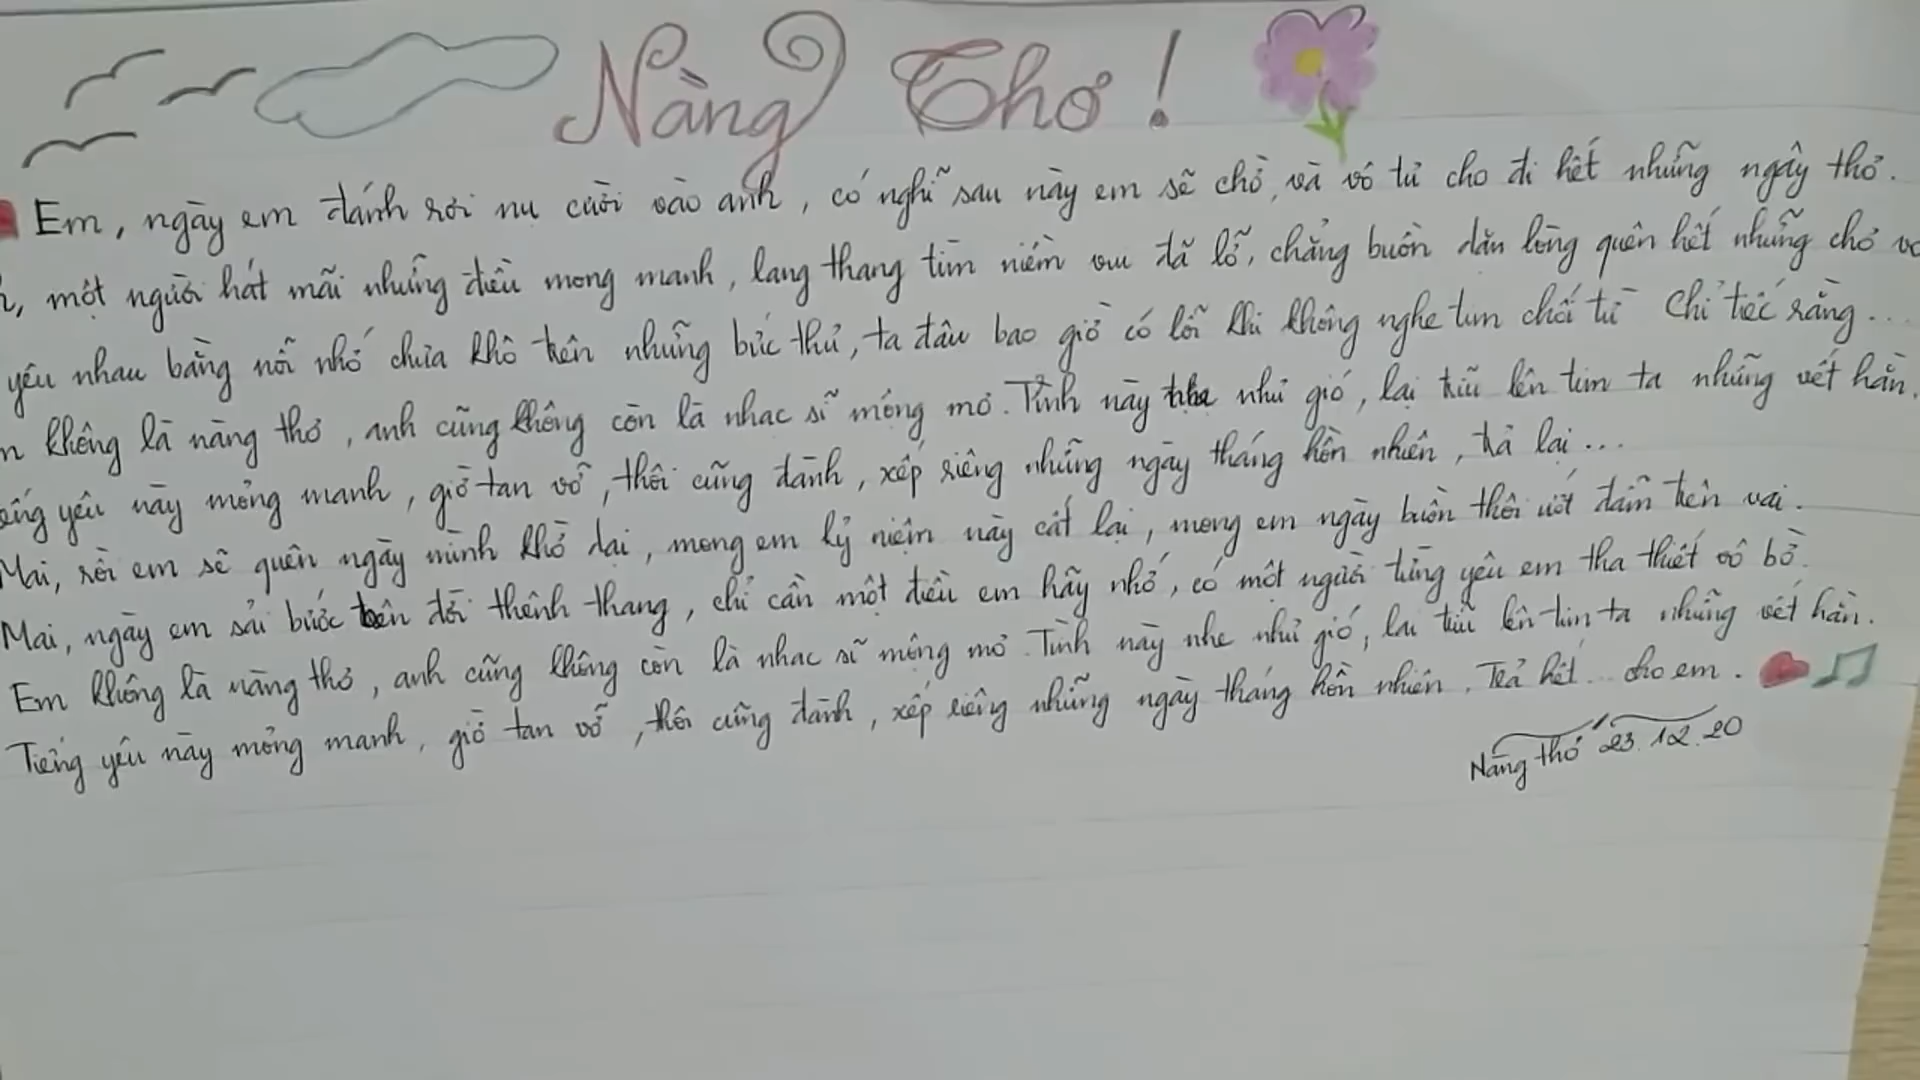 Nàng Thơ!
Em, ngày em đánh rơi nụ cười vào anh, có nghĩ sau này em sẽ chờ, và vô tư cho đi hết những ngây thơ.
, một người hát mãi những điều mong manh, lang thang tìm niềm vui đã lỡ, chẳng buồn dặn lòng quên hết những chơ vơ
yêu nhau bằng nỗi nhớ chưa khô trên những bức thư, ta đâu bao giờ có lỗi khi không nghe tim chối từ Chỉ tiếc rằng...
không là nàng thơ, anh cũng không còn là nhạc sĩ mộng mơ. Tình này nhẹ như gió, lại trĩu lên tim ta những vết hằn.
yêu này mỏng manh, giờ tan vỡ, thôi cũng đành, xếp riêng những ngày tháng hồn nhiên, trả lại...
Mai, rồi em sẽ quên ngày mình khờ dại, mong em kỷ niệm này cất lại, mong em ngày buồn thôi ướt đẫm trên vai.
Mai, ngày em sải bước bên đời thênh thang, chỉ cần một điều em hãy nhớ, có một người từng yêu em tha thiết vô bờ.
Em không là nàng thơ, anh cũng không còn là nhạc sĩ mộng mơ. Tình này nhẹ như gió, lại trĩu lên tim ta những vết hằn.
Tiếng yêu này mỏng manh, giờ tan vỡ, thôi cũng đành, xếp riêng những ngày tháng hồn nhiên. Trả hết... cho em.
Nàng thơ 23.12.20